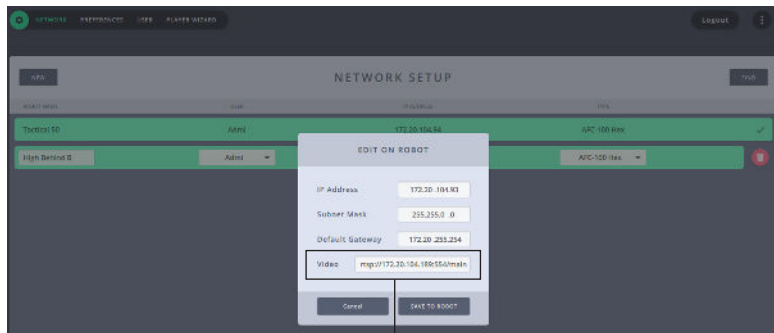 NETWORK PREFERENCES USER PLAYER WIZARD Logout
NETWORK SETUP
Tactical 50 Admi 172.20.104.94 AFC-100 Hex
High Behind B Admi AFC-100 Hex
EDIT ON ROBOT
IP Address 172.20 .104.93
Subner Mask 255.255.0 .0
Default Gateway 172.20 .255.254
Video rtsp://172.20.104.189:554/main
Cancel SAVE TO ROBOT